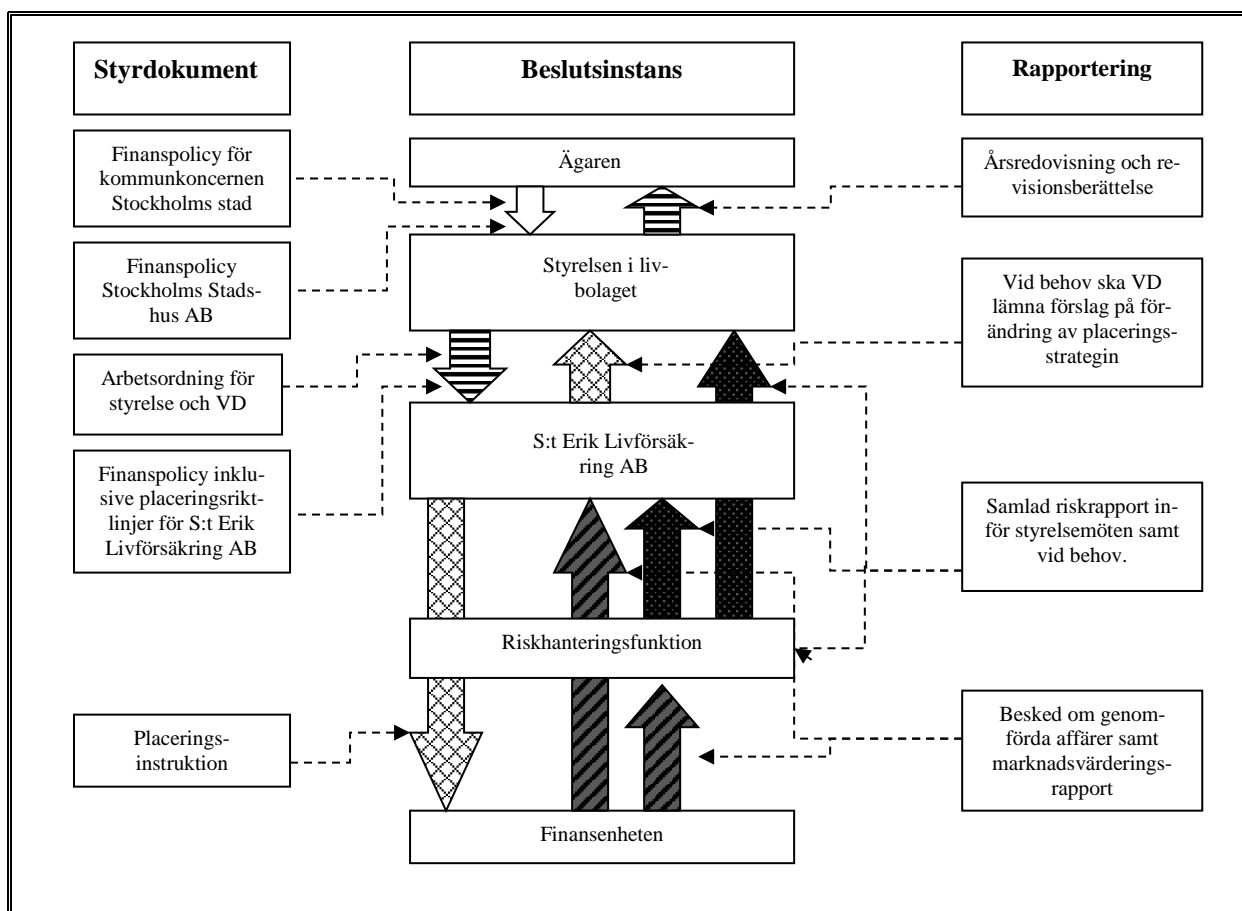 Styrdokument
Beslutsinstans
Rapportering
Finanspolicy för
kommunkoncernen
Stockholms stad
Finanspolicy
Stockholms Stads-
hus AB
Arbetsordning för
styrelse och VD
Finanspolicy inklu-
sive placeringsrikt-
linjer för S:t Erik
Livförsäkring AB
Placerings-
instruktion
Ägaren
Styrelsen i liv-
bolaget
S:t Erik Livförsäk-
ring AB
Riskhanteringsfunktion
Finansenheten
Årsredovisning och re-
visionsberättelse
Vid behov ska VD
lämna förslag på för-
ändring av placerings-
strategin
Samlad riskrapport in-
för styrelsemöten samt
vid behov.
Besked om genom-
förda affärer samt
marknadsvärderings-
rapport